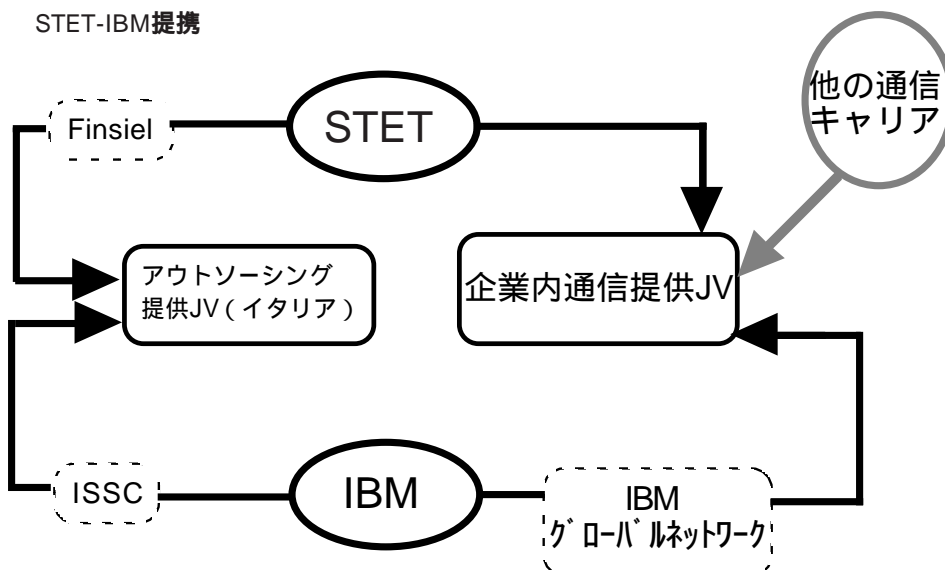 STET-IBM提携
他の通信
キャリア
Finsiel
STET
アウトソーシング
提供JV（イタリア）
企業内通信提供JV
ISSC
IBM
IBM
グローバルネットワーク